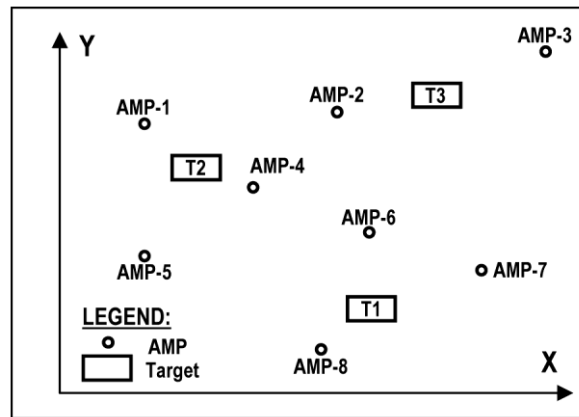 AMP-3
Y
AMP-2
T3
AMP-1
T2
AMP-4
AMP-6
AMP-5
AMP-7
LEGEND:
T1
AMP
AMP-8
X
Target